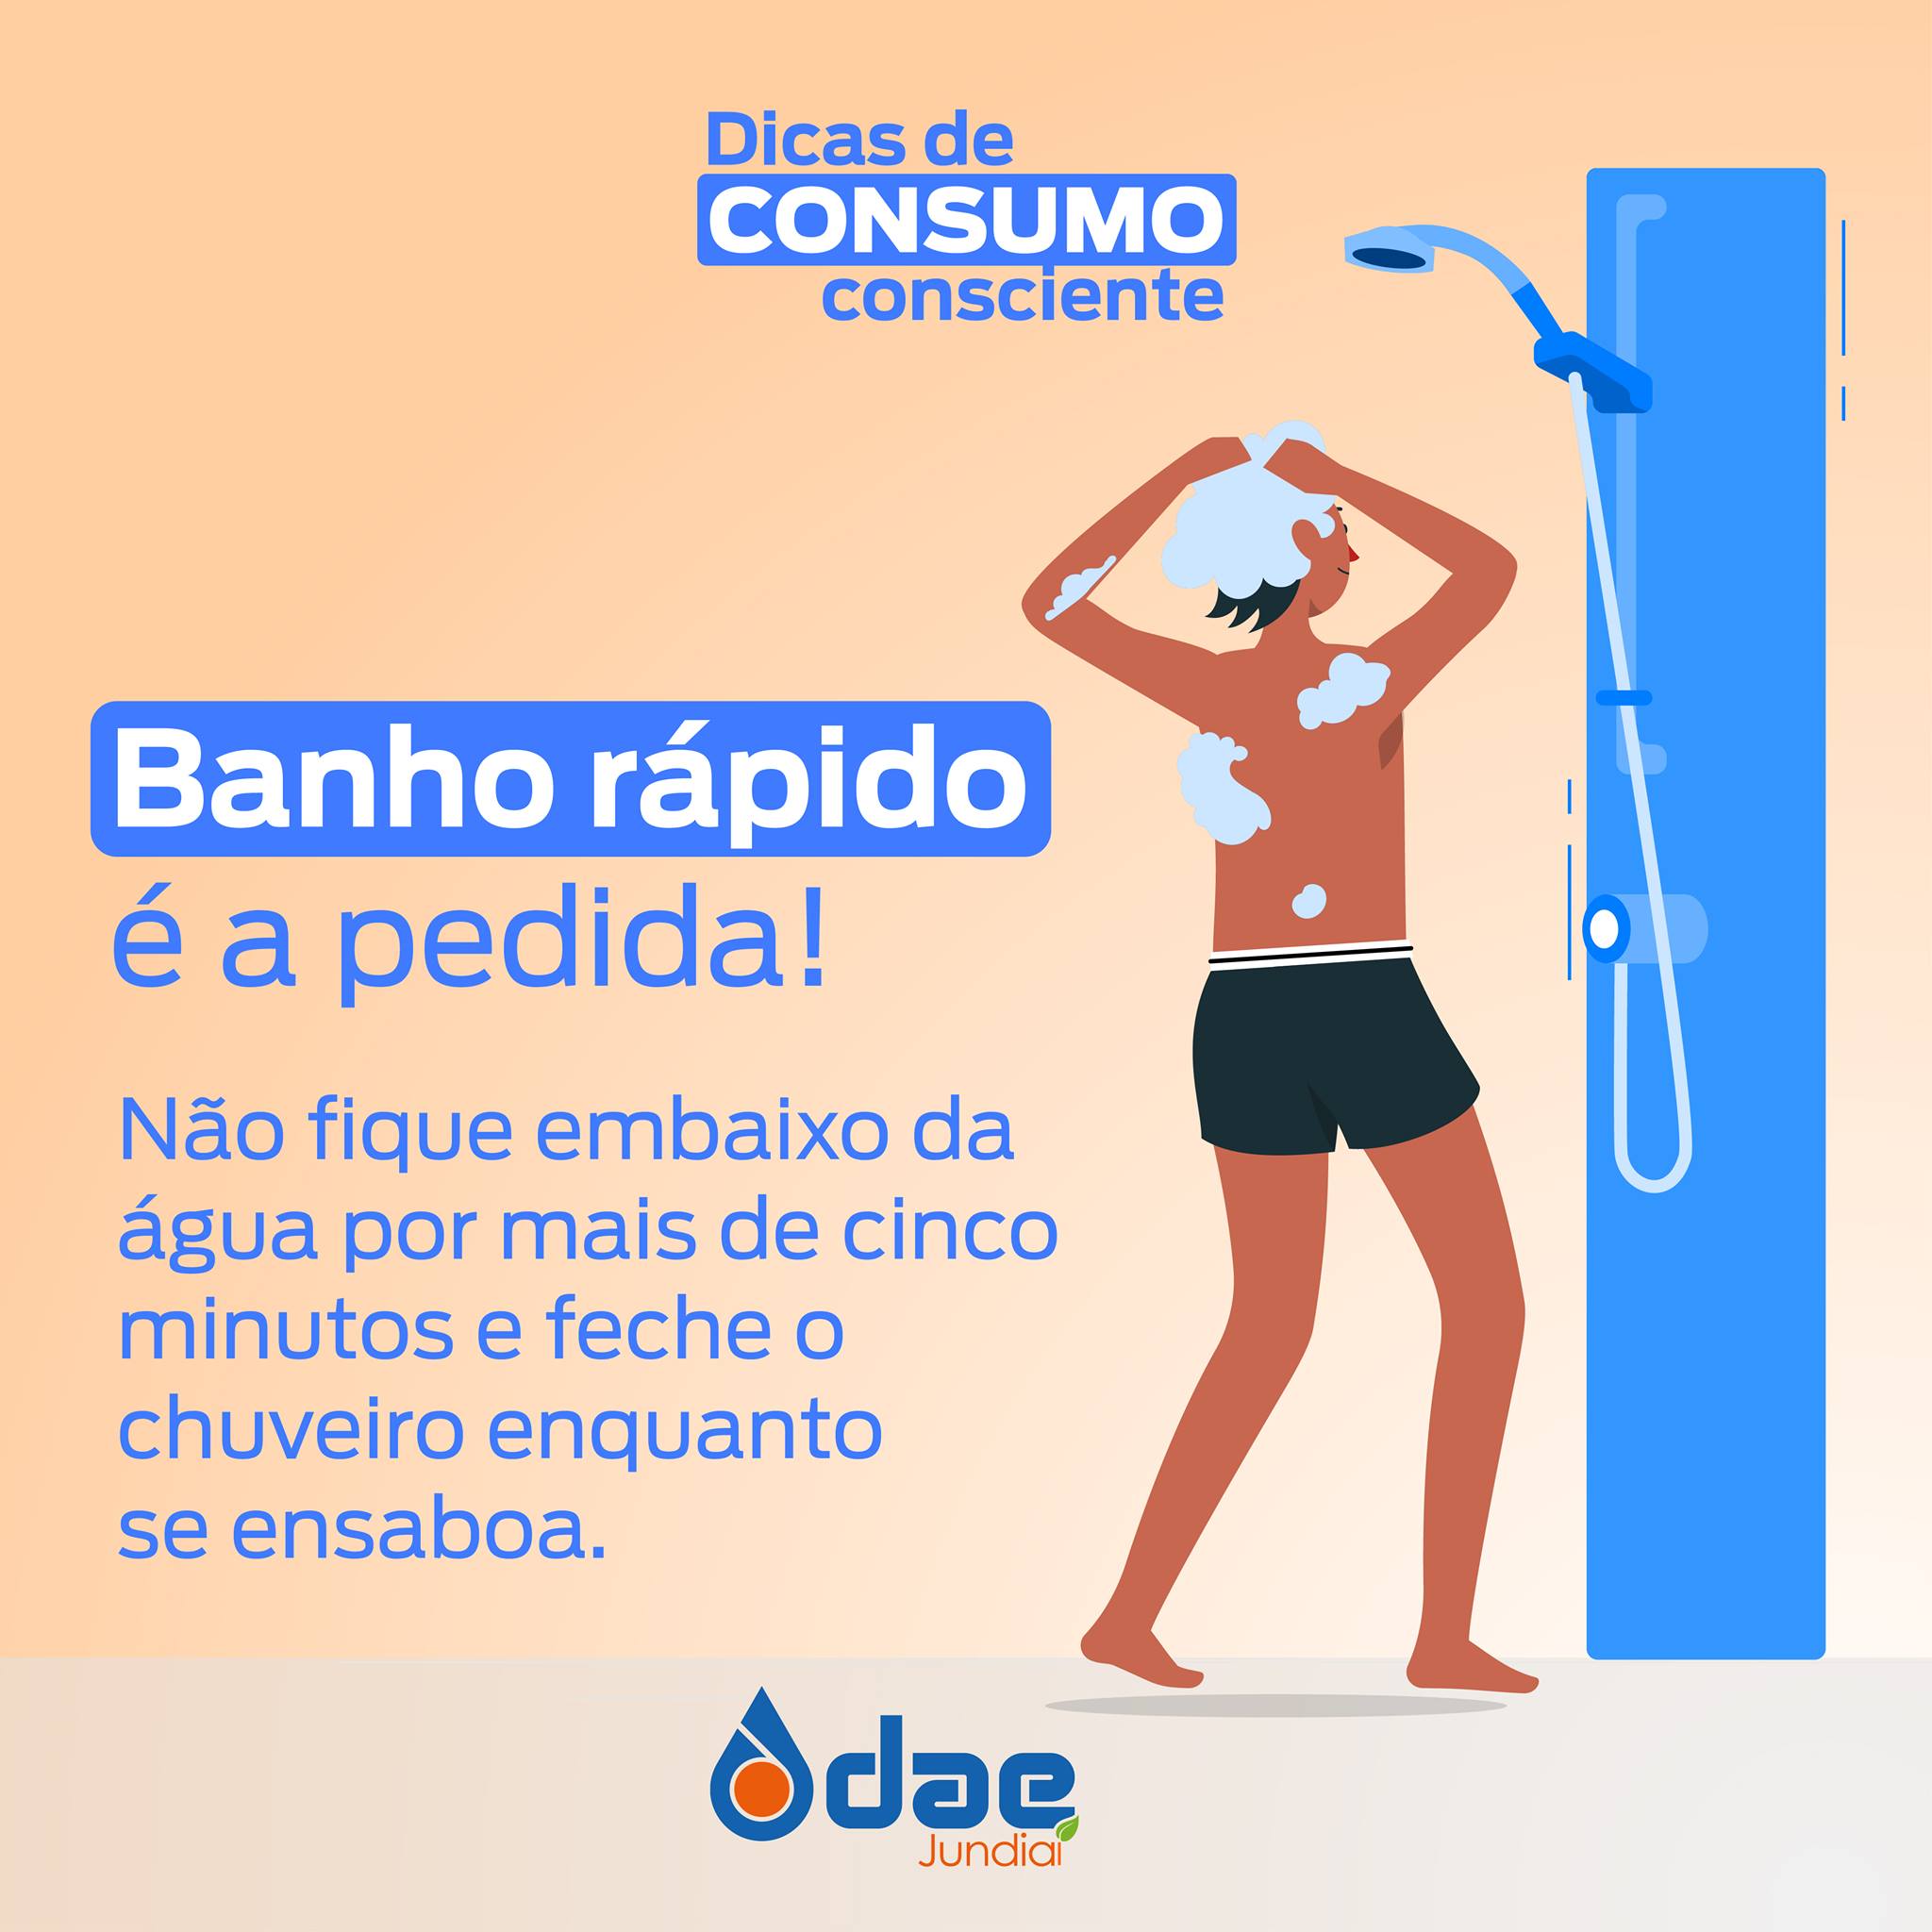 Dicas de
CONSUMO
consciente
Banho rápido
é a pedida!
Não fique embaixo da
água por mais de cinco
minutos e feche o
chuveiro enquanto
se ensaboa.
dae
Jundiaí